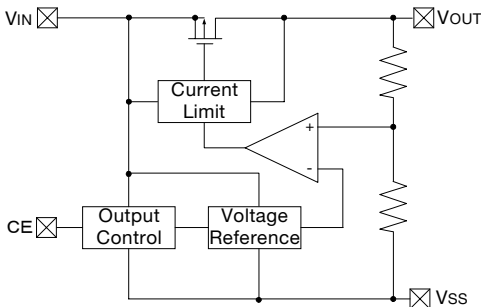 VIN
VOUT
Current
Limit
+
-
CE
Output
Control
Voltage
Reference
VSS